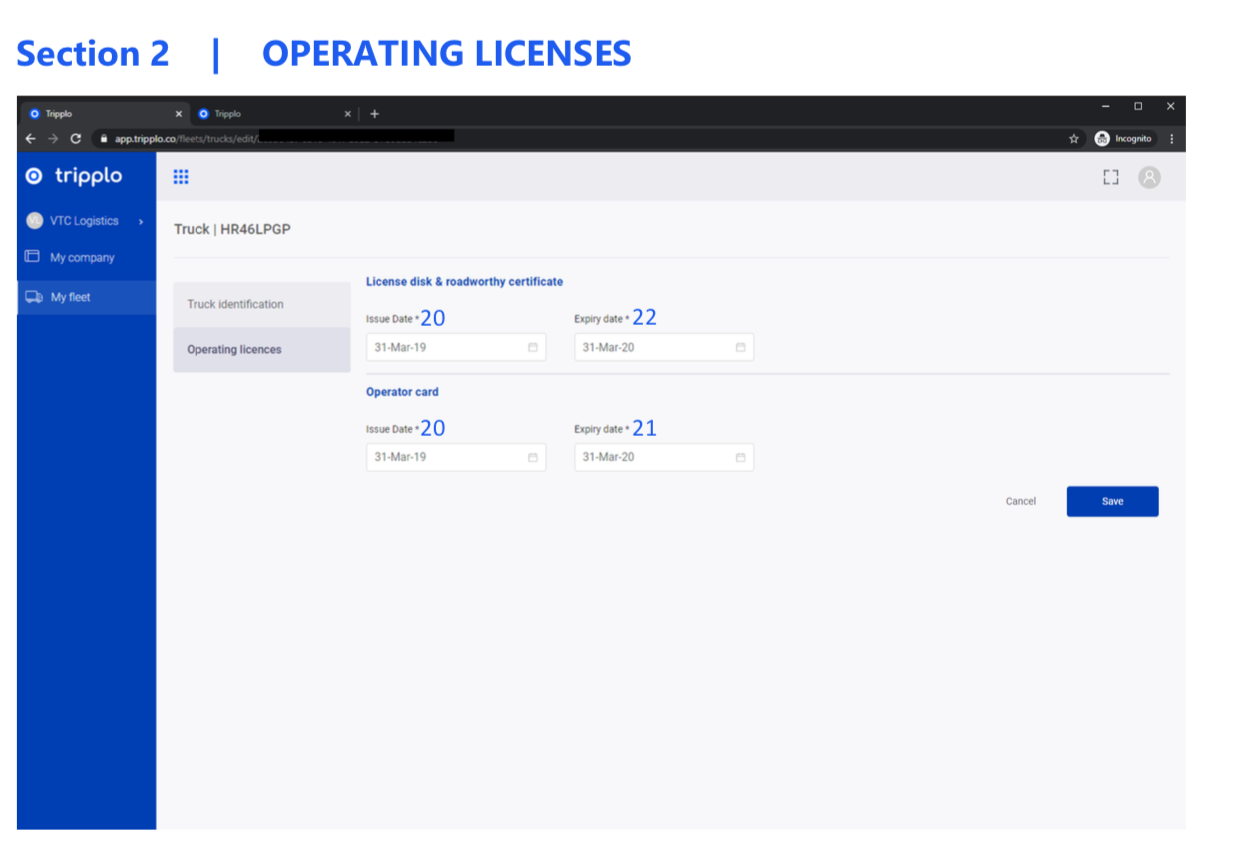 Section 2 | OPERATING LICENSES
Tripplo Tripplo
app.tripplo.co/fleets/trucks/edit/ Incognito
tripplo
VTC Logistics
My company
My fleet
Truck | HR46LPGP
Truck identification
Operating licences
License disk & roadworthy certificate
Issue Date * 20 Expiry date * 22
31-Mar-19 31-Mar-20
Operator card
Issue Date * 20 Expiry date * 21
31-Mar-19 31-Mar-20
Cancel Save